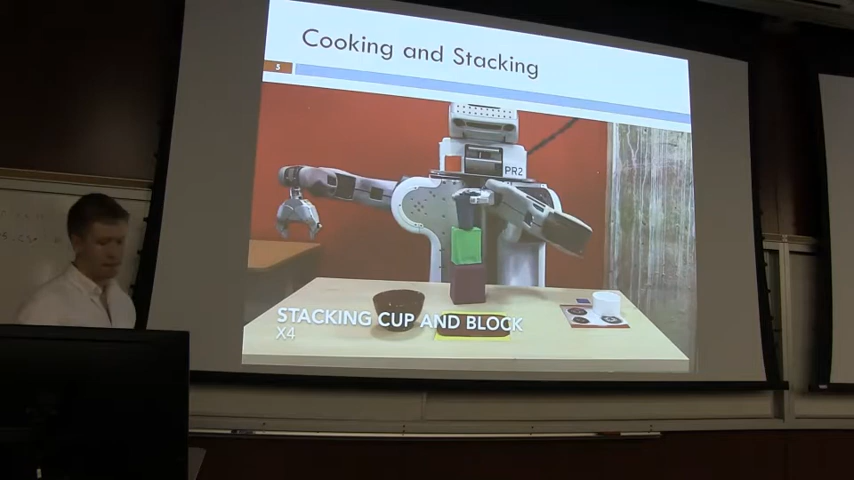 Cooking and Stacking
5
PR2
STACKING CUP AND BLOCK
X4